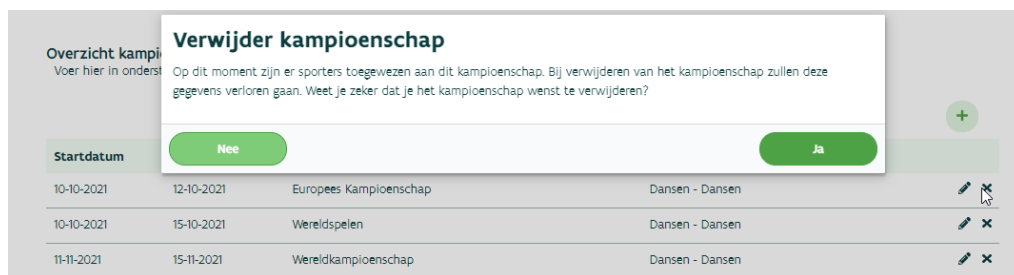 Verwijder kampioenschap
Op dit moment zijn er sporters toegewezen aan dit kampioenschap. Bij verwijderen van het kampioenschap zullen deze
gegevens verloren gaan. Weet je zeker dat je het kampioenschap wenst te verwijderen?
Nee Ja
Overzicht kampi
Voer hier in onderst
+
Startdatum
10-10-2021 12-10-2021 Europees Kampioenschap Dansen - Dansen
10-10-2021 15-10-2021 Wereldspelen Dansen - Dansen
11-11-2021 15-11-2021 Wereldkampioenschap Dansen - Dansen